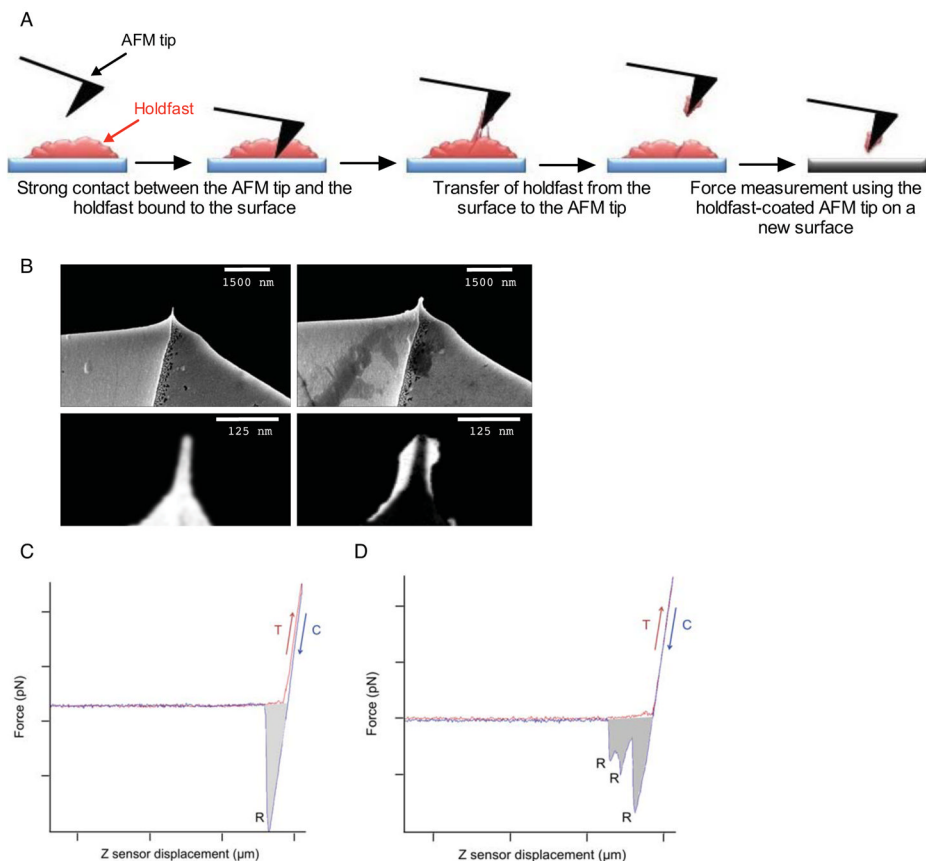 A
AFM tip
Holdfast
Strong contact between the AFM tip and the
holdfast bound to the surface
Transfer of holdfast from the
surface to the AFM tip
Force measurement using the
holdfast-coated AFM tip on a
new surface
B
1500 nm
1500 nm
125 nm
125 nm
C
Force (pN)
T
C
R
Z sensor displacement (µm)
D
Force (pN)
T
C
R
R
R
Z sensor displacement (µm)